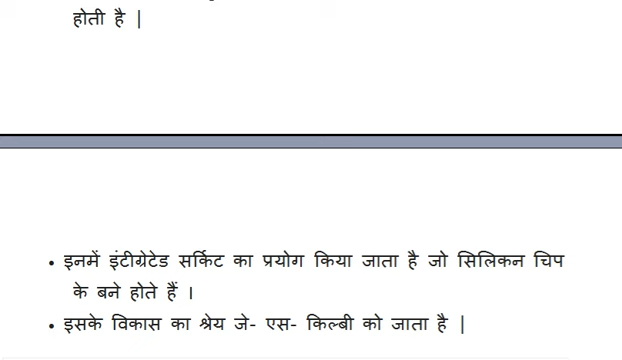 होती है |
• इनमें इंटीग्रेटेड सर्किट का प्रयोग किया जाता है जो सिलिकन चिप
के बने होते हैं ।
• इसके विकास का श्रेय जे- एस- किल्बी को जाता है |